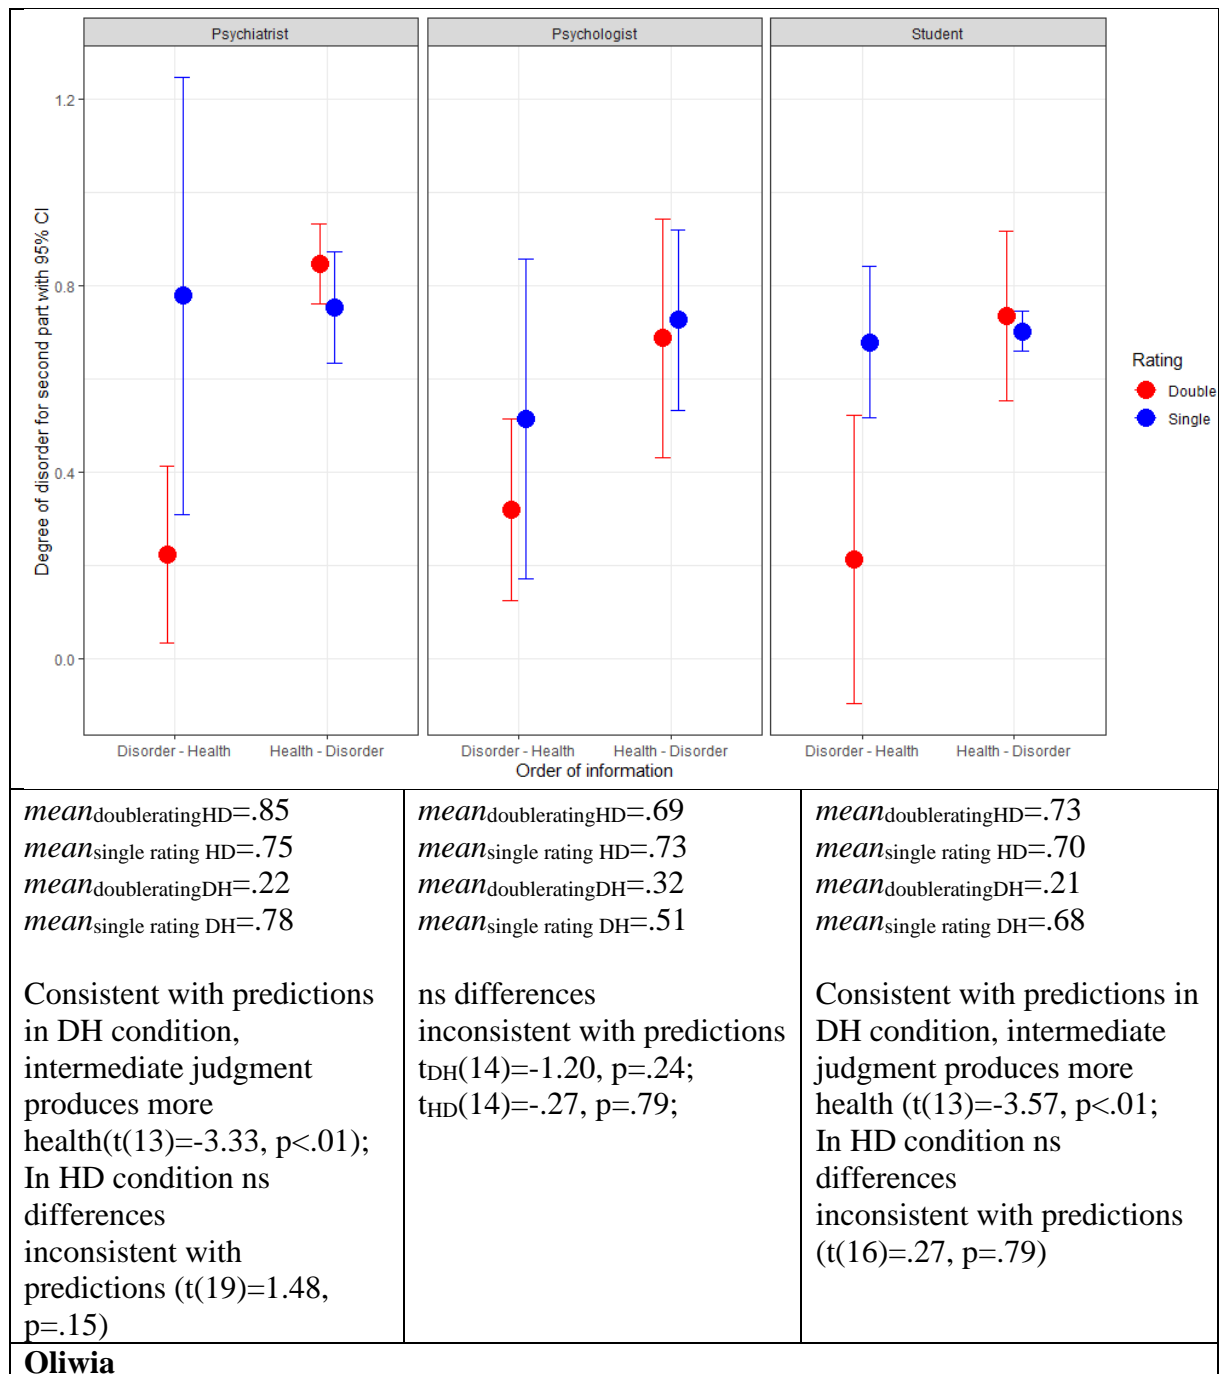 Psychiatrist
Psychologist
Student
Degree of disorder for second part with 95% CI
1.2
0.8
0.4
0.0
Disorder - Health
Health - Disorder
Disorder - Health
Health - Disorder
Disorder - Health
Health - Disorder
Order of information
Rating
Double
Single
meandoubleratingHD=.85
meansingle rating HD=.75
meandoubleratingDH=.22
meansingle rating DH=.78
Consistent with predictions
in DH condition,
intermediate judgment
produces more
health(t(13)=-3.33, p<.01);
In HD condition ns
differences
inconsistent with
predictions (t(19)=1.48,
p=.15)
meandoubleratingHD=.69
meansingle rating HD=.73
meandoubleratingDH=.32
meansingle rating DH=.51
ns differences
inconsistent with predictions
tDH(14)=-1.20, p=.24;
tHD(14)=-.27, p=.79;
meandoubleratingHD=.73
meansingle rating HD=.70
meandoubleratingDH=.21
meansingle rating DH=.68
Consistent with predictions in
DH condition, intermediate
judgment produces more
health (t(13)=-3.57, p<.01;
In HD condition ns
differences
inconsistent with predictions
(t(16)=.27, p=.79)
Oliwia